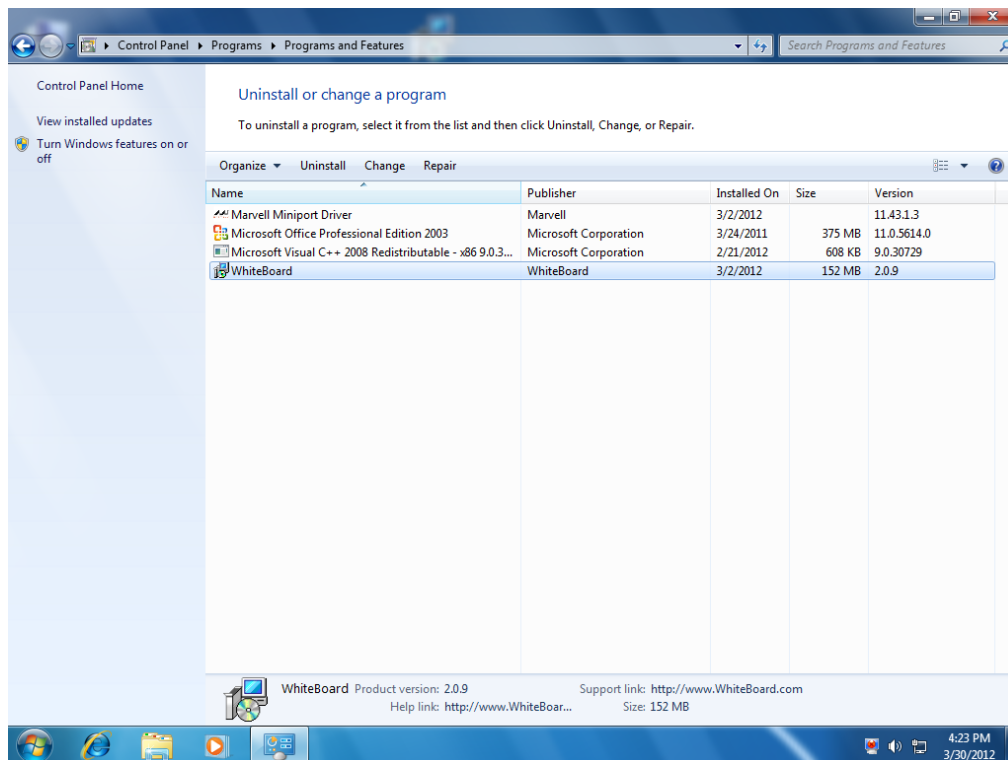 Control Panel Programs Programs and Features Search Programs and Features
Control Panel Home
View installed updates
Turn Windows features on or
off
Uninstall or change a program
To uninstall a program, select it from the list and then click Uninstall, Change, or Repair.
Organize Uninstall Change Repair
Name Publisher Installed On Size Version
Marvell Miniport Driver Marvell 3/2/2012 11.43.1.3
Microsoft Office Professional Edition 2003 Microsoft Corporation 3/24/2011 375 MB 11.0.5614.0
Microsoft Visual C++ 2008 Redistributable - x86 9.0.3... Microsoft Corporation 2/21/2012 608 KB 9.0.30729
WhiteBoard WhiteBoard 3/2/2012 152 MB 2.0.9
WhiteBoard Product version: 2.0.9 Support link: http://www.WhiteBoard.com
Help link: http://www.WhiteBoar... Size: 152 MB
4:23 PM
3/30/2012